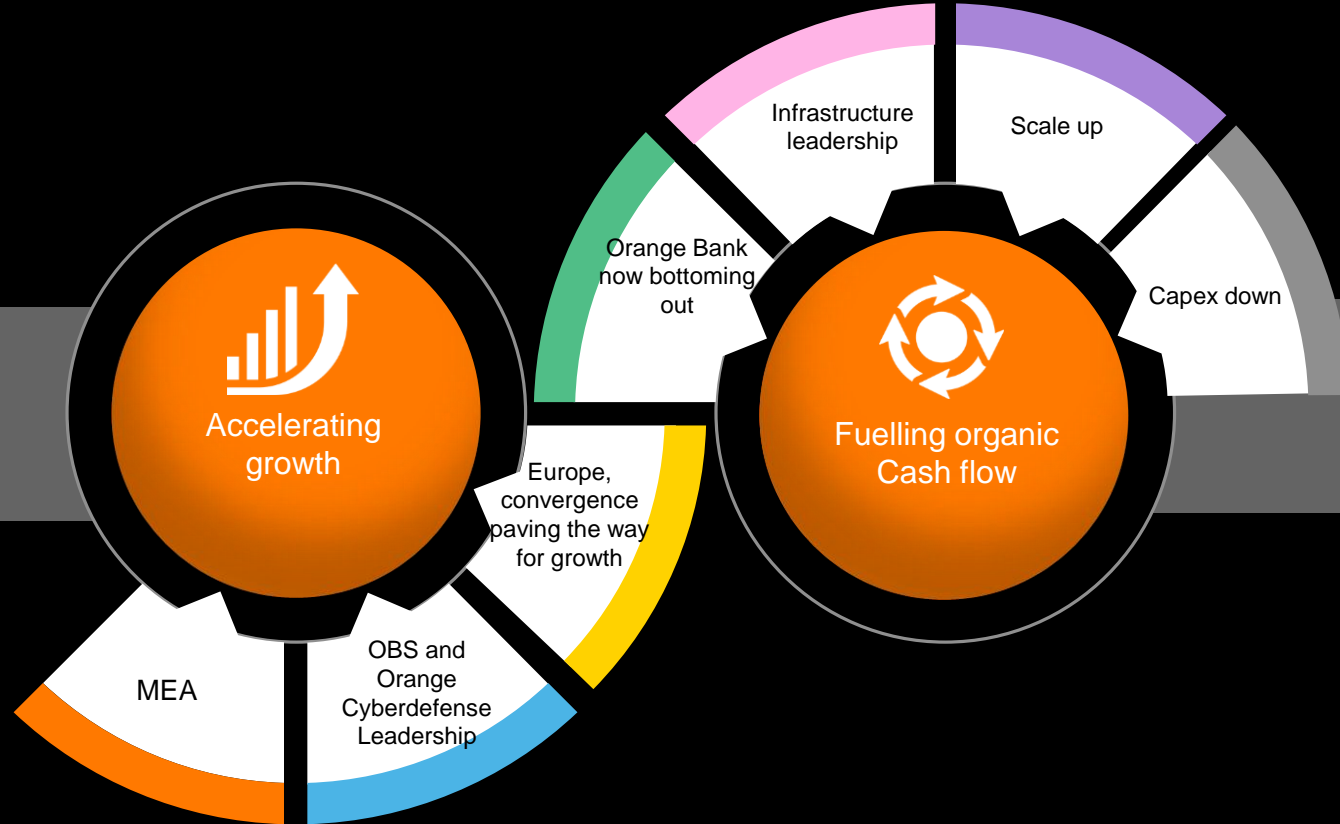 Accelerating
growth
MEA
OBS and
Orange
Cyberdefense
Leadership
Europe,
convergence
paving the way
for growth
Orange Bank
now bottoming
out
Infrastructure
leadership
Scale up
Capex down
Fuelling organic
Cash flow